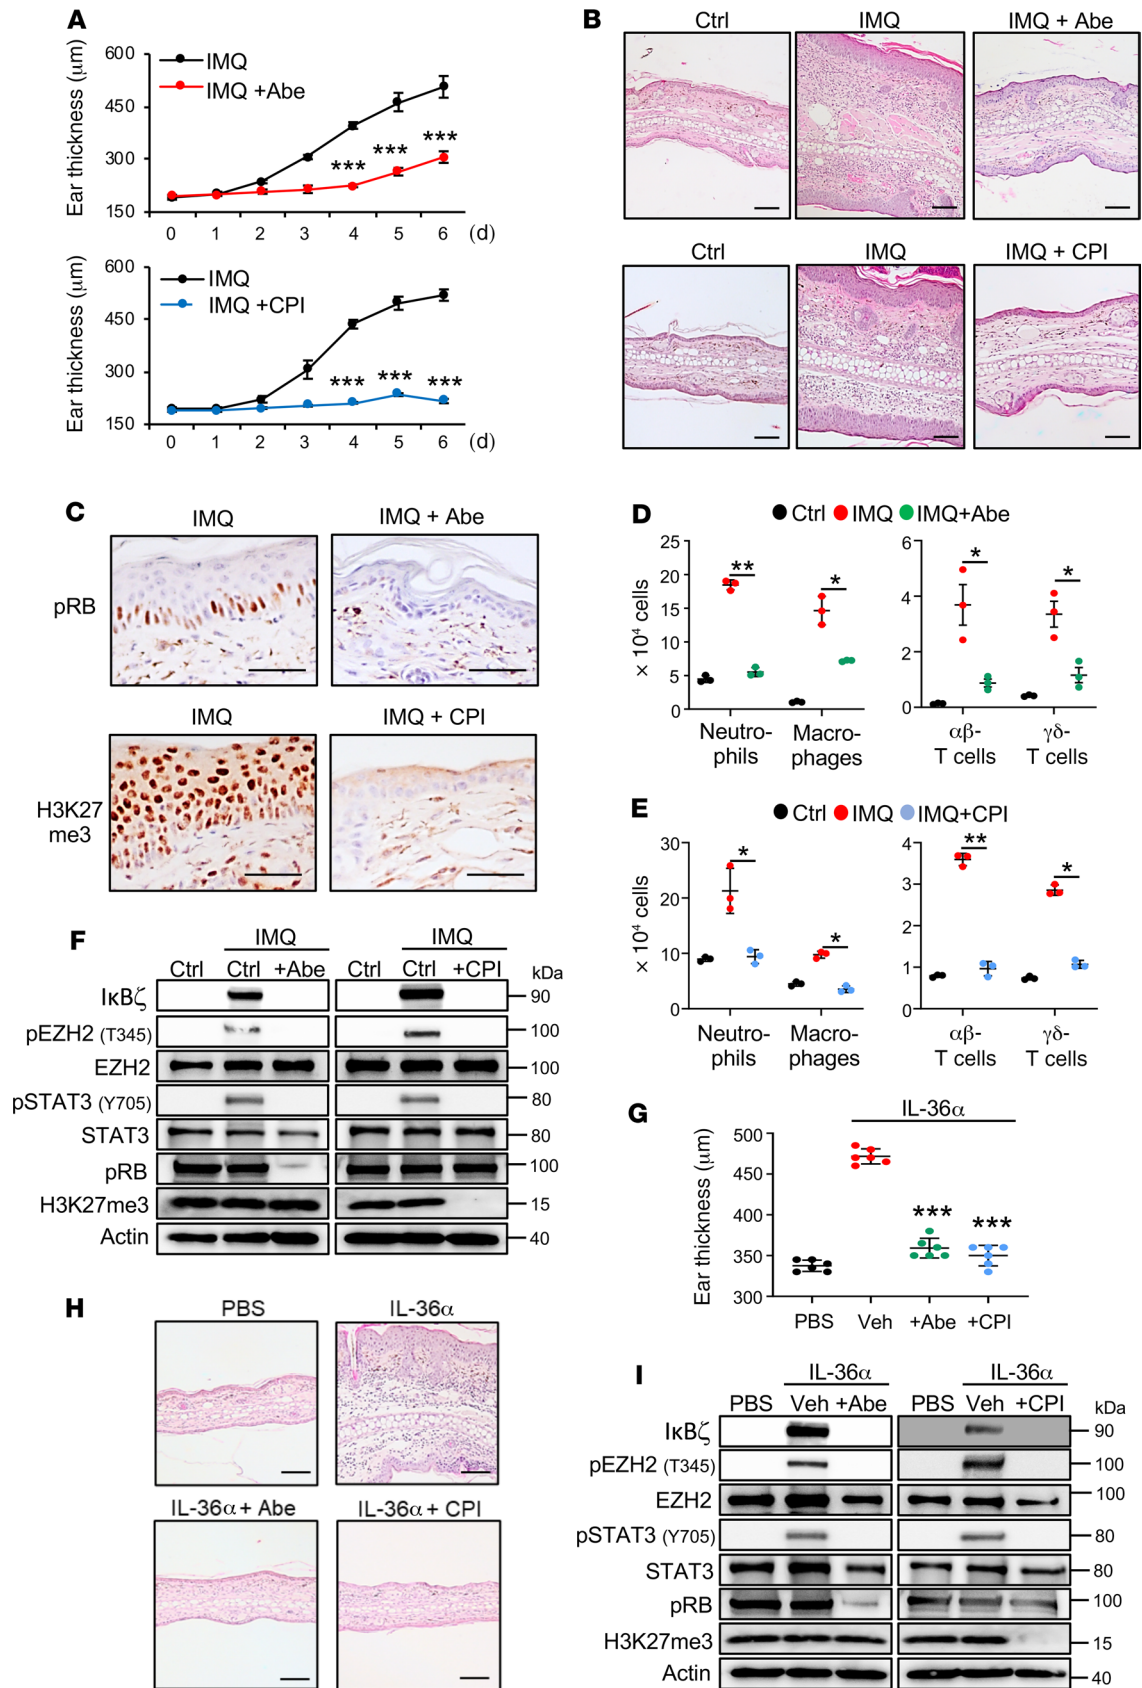 A
Ear thickness (μm)
600
450
300
150
IMQ
IMQ +Abe
***
***
***
0 1 2 3 4 5 6 (d)
Ear thickness (μm)
600
450
300
150
IMQ
IMQ +CPI
*** *** ***
0 1 2 3 4 5 6 (d)
B
Ctrl IMQ IMQ + Abe
Ctrl IMQ IMQ + CPI
C
IMQ IMQ + Abe
pRB
IMQ IMQ + CPI
H3K27
me3
D
Ctrl IMQ IMQ+Abe
× 10⁴ cells
25
20
15
10
5
0
** *
Neutro-
phils
Macro-
phages
6
4
2
0
* *
αβ-
T cells
γδ-
T cells
E
Ctrl IMQ IMQ+CPI
× 10⁴ cells
30
20
10
0
* *
Neutro-
phils
Macro-
phages
4
3
2
1
0
** *
αβ-
T cells
γδ-
T cells
F
IMQ IMQ
Ctrl Ctrl +Abe Ctrl Ctrl +CPI kDa
IκBζ 90
pEZH2 (T345) 100
EZH2 100
pSTAT3 (Y705) 80
STAT3 80
pRB 100
H3K27me3 15
Actin 40
G
IL-36α
Ear thickness (μm)
500
450
400
350
300
*** ***
PBS Veh +Abe +CPI
H
PBS IL-36α
IL-36α + Abe IL-36α + CPI
I
IL-36α IL-36α
PBS Veh +Abe PBS Veh +CPI kDa
IκBζ 90
pEZH2 (T345) 100
EZH2 100
pSTAT3 (Y705) 80
STAT3 80
pRB 100
H3K27me3 15
Actin 40